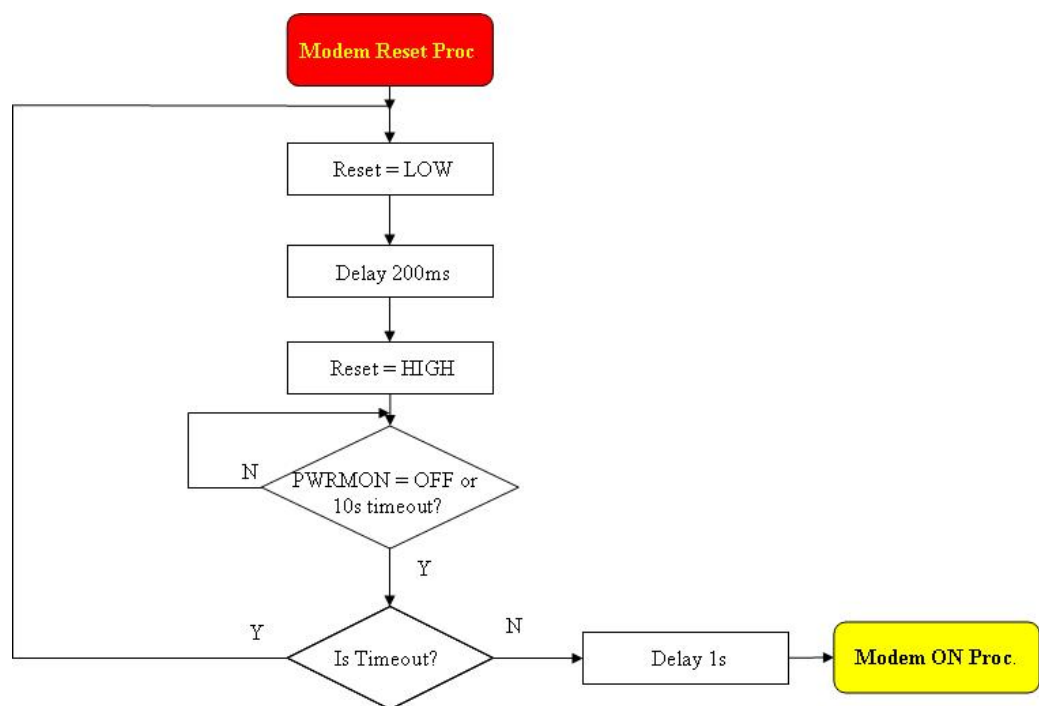 Modem Reset Proc
Reset = LOW
Delay 200ms
Reset = HIGH
N
PWRMON = OFF or
10s timeout?
Y
Y
Is Timeout?
N
Delay 1s
Modem ON Proc.